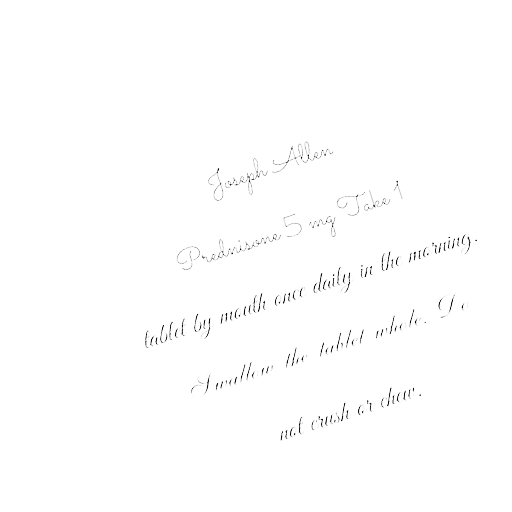 Joseph Allen
Prednisone 5 mg Take 1
tablet by mouth once daily in the morning.
Swallow the tablet whole. Do
not crush or chew.